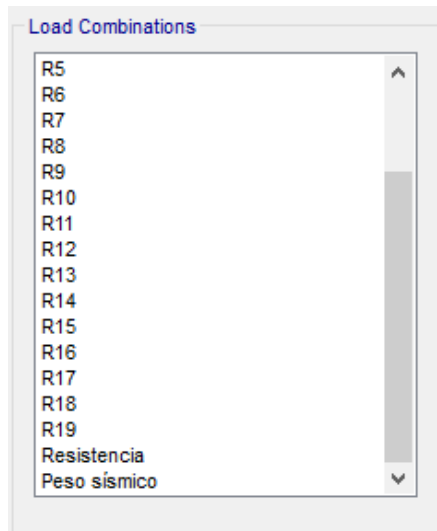 Load Combinations
R5
R6
R7
R8
R9
R10
R11
R12
R13
R14
R15
R16
R17
R18
R19
Resistencia
Peso sísmico